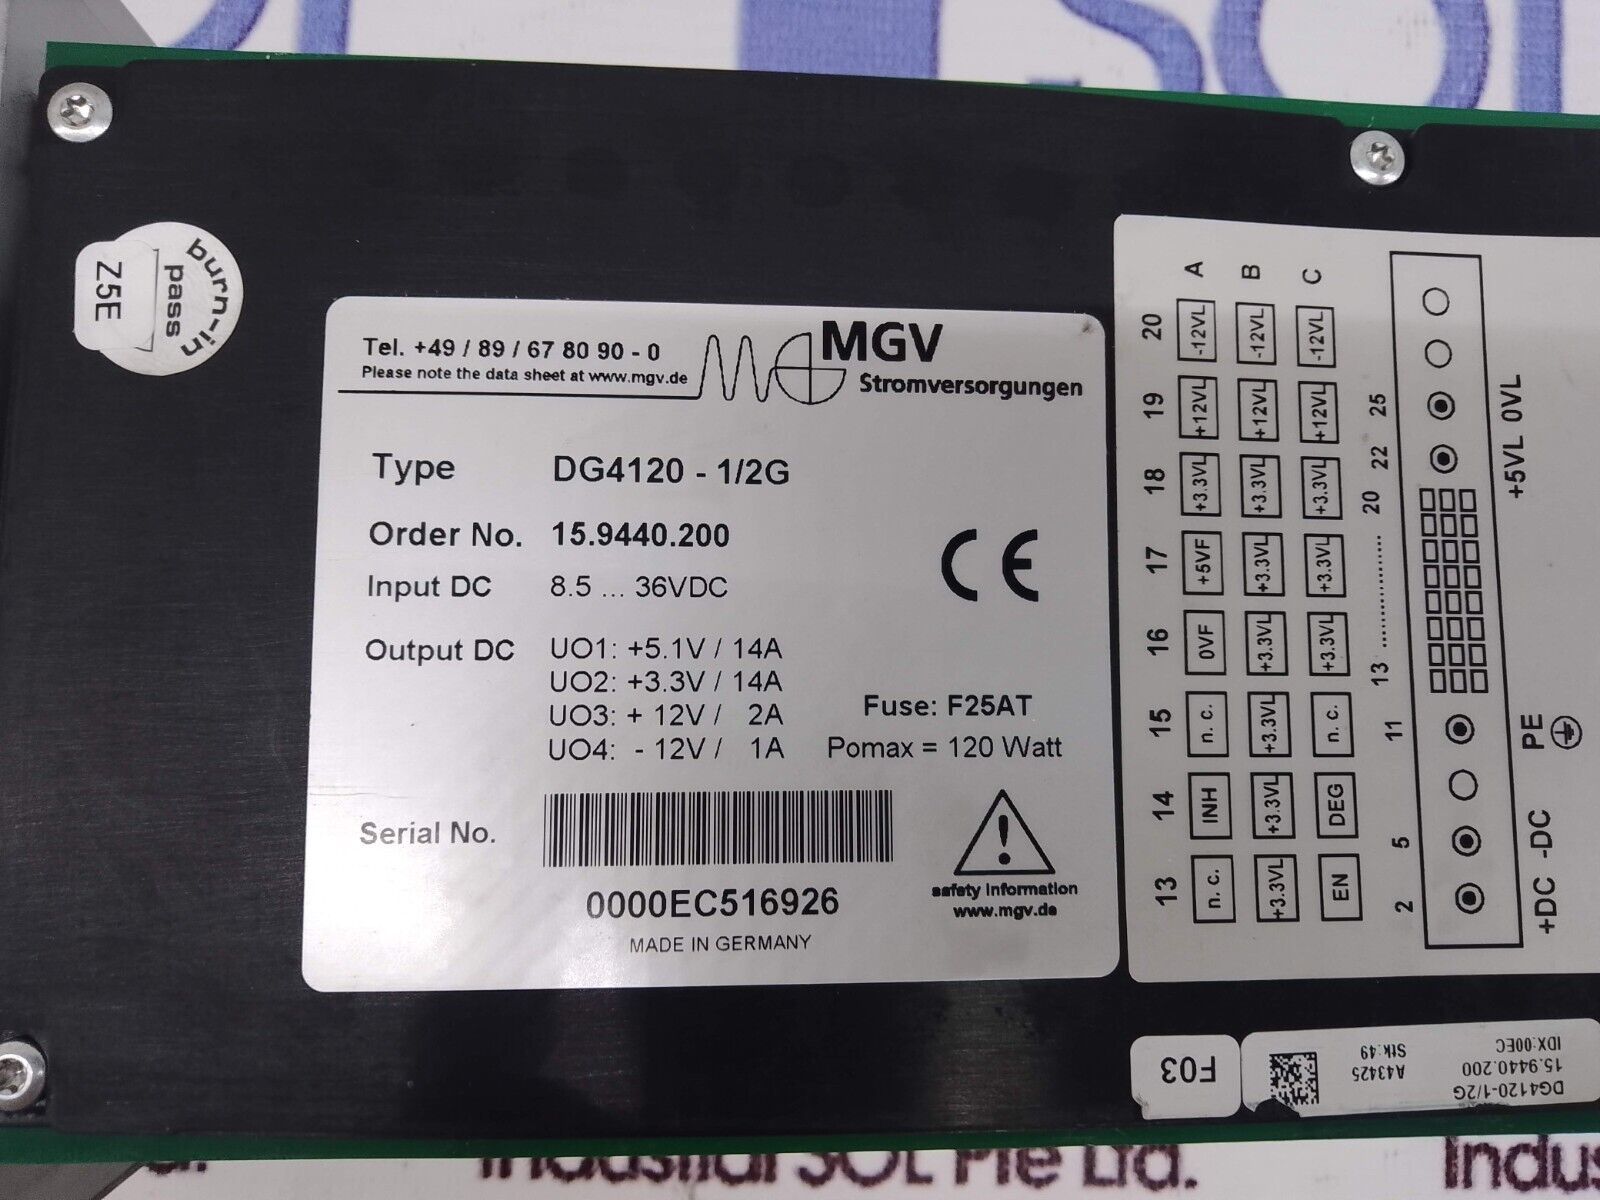 burn-in
pass
Z5E
Tel. +49 / 89 / 67 80 90 - 0
Please note the data sheet at www.mgv.de
MGV
Stromversorgungen
Type DG4120 - 1/2G
Order No. 15.9440.200
Input DC 8.5 ... 36VDC
Output DC UO1: +5.1V / 14A
UO2: +3.3V / 14A
UO3: + 12V / 2A
UO4: - 12V / 1A
Fuse: F25AT
Pomax = 120 Watt
CE
Serial No.
0000EC516926
MADE IN GERMANY
safety information
www.mgv.de
A B C
20 -12VL -12VL -12VL
19 +12VL +12VL +12VL
18 +3.3VL +3.3VL +3.3VL
17 +5VF +3.3VL +3.3VL
16 0VF +3.3VL +3.3VL
15 n. c. +3.3VL n. c.
14 INH +3.3VL DEG
13 n. c. +3.3VL EN
2 5 11 13 ................ 20 22 25
+DC -DC PE +5VL 0VL
F03
DG4120-1/2G
15.9440.200
IDX:00EC
A43425
Stk:49
Industrial SOL Pte Ltd.